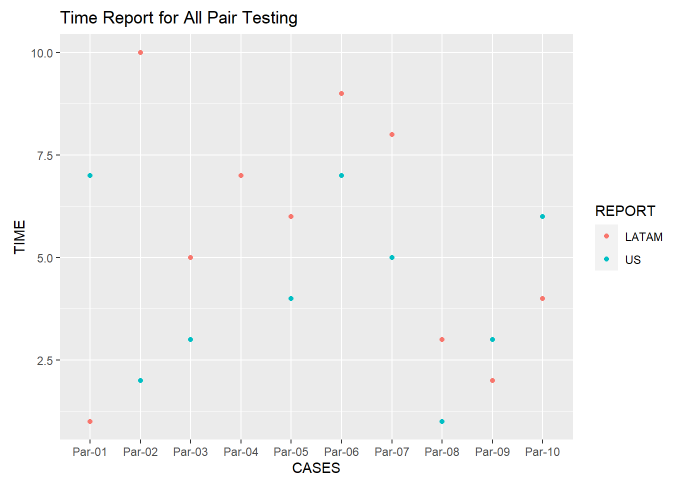 Time Report for All Pair Testing
TIME
10.0
7.5
5.0
2.5
Par-01 Par-02 Par-03 Par-04 Par-05 Par-06 Par-07 Par-08 Par-09 Par-10
CASES
REPORT
LATAM
US